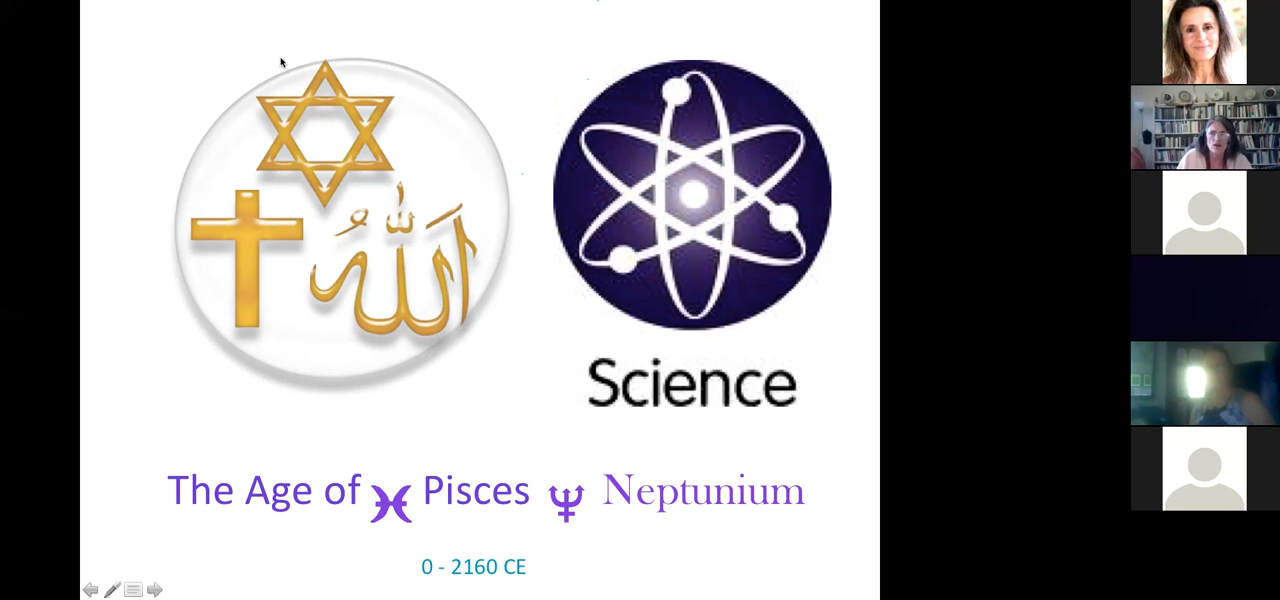 الله
Science
The Age of ♓ Pisces ♆ Neptunium
0 - 2160 CE